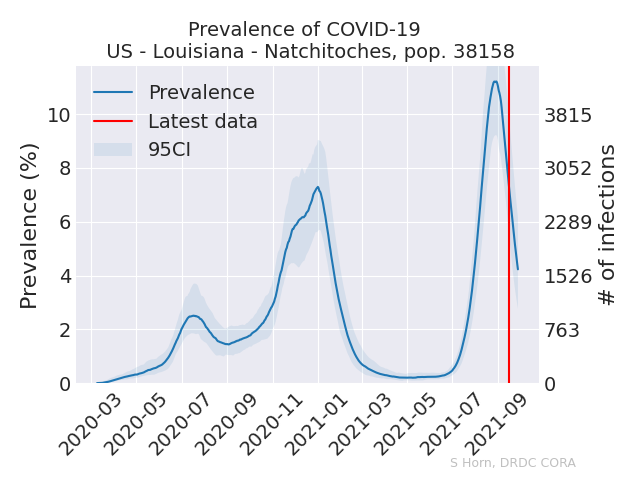 Prevalence of COVID-19
US - Louisiana - Natchitoches, pop. 38158
Prevalence
Latest data
95CI
Prevalence (%)
10
8
6
4
2
0
3815
3052
2289
1526
763
0
# of infections
2020-03
2020-05
2020-07
2020-09
2020-11
2021-01
2021-03
2021-05
2021-07
2021-09
S Horn, DRDC CORA